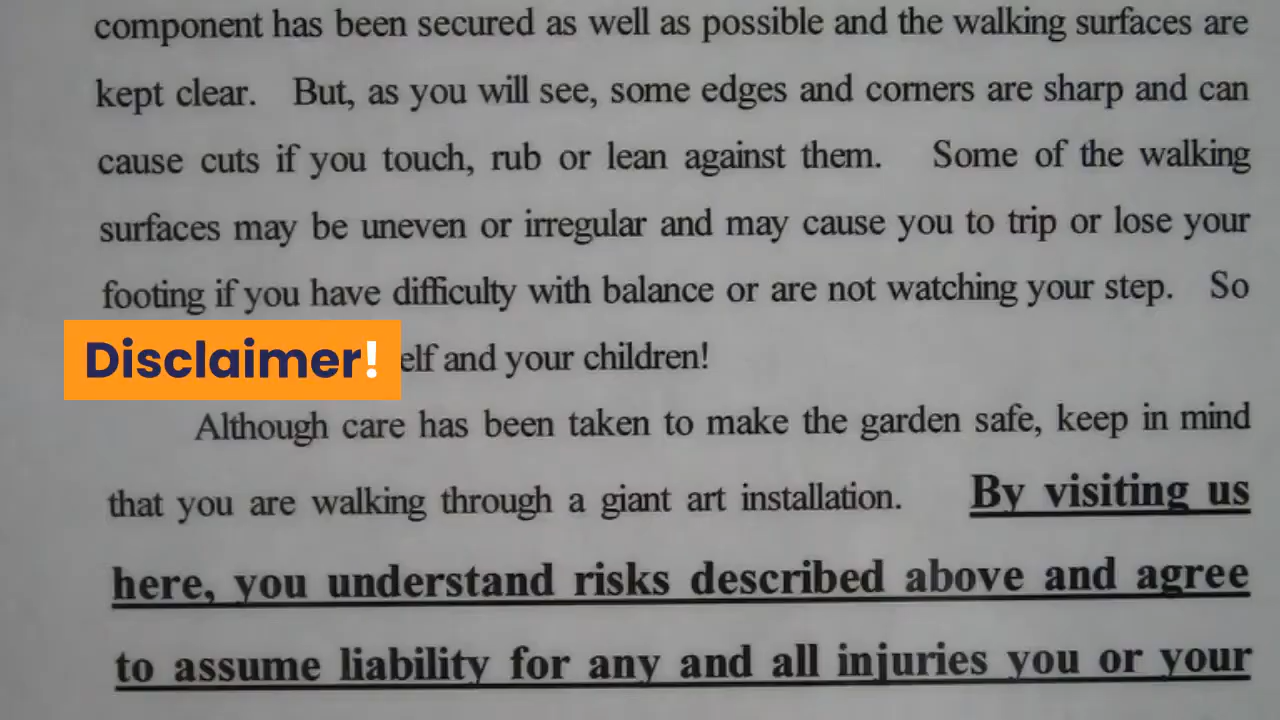 component has been secured as well as possible and the walking surfaces are
kept clear. But, as you will see, some edges and corners are sharp and can
cause cuts if you touch, rub or lean against them. Some of the walking
surfaces may be uneven or irregular and may cause you to trip or lose your
footing if you have difficulty with balance or are not watching your step. So
Disclaimer! elf and your children!
Although care has been taken to make the garden safe, keep in mind
that you are walking through a giant art installation. By visiting us
here, you understand risks described above and agree
to assume liability for any and all injuries you or your